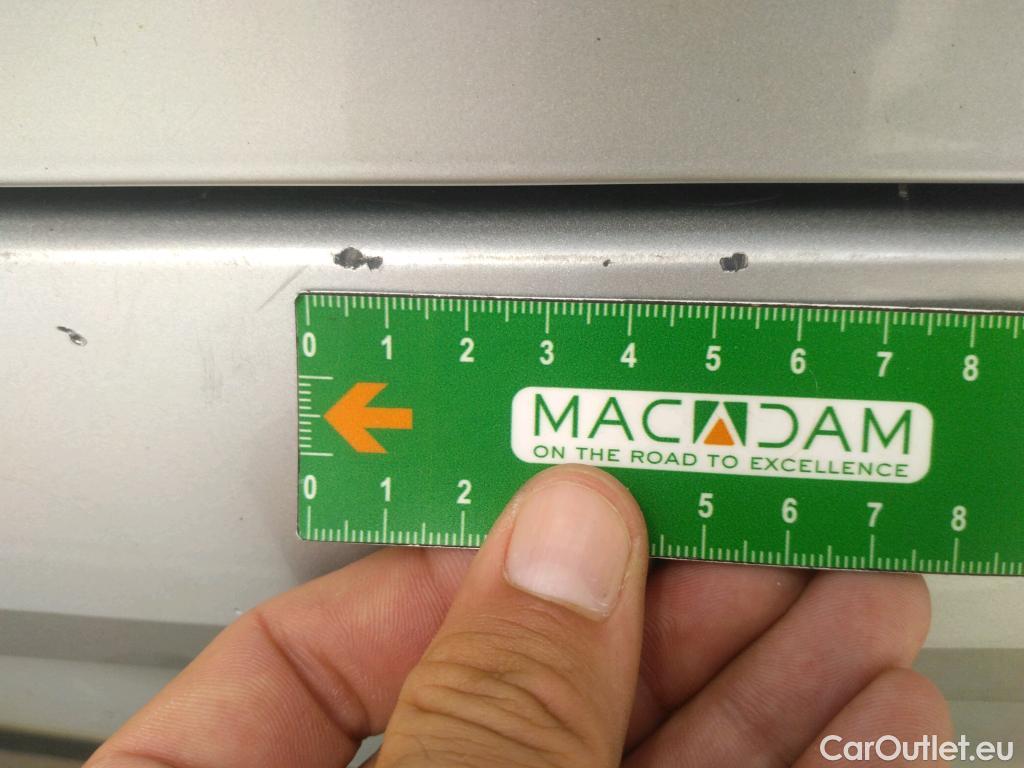 0 1 2 3 4 5 6 7 8
MACADAM
ON THE ROAD TO EXCELLENCE
0 1 2 5 6 7 8
CarOutlet.eu